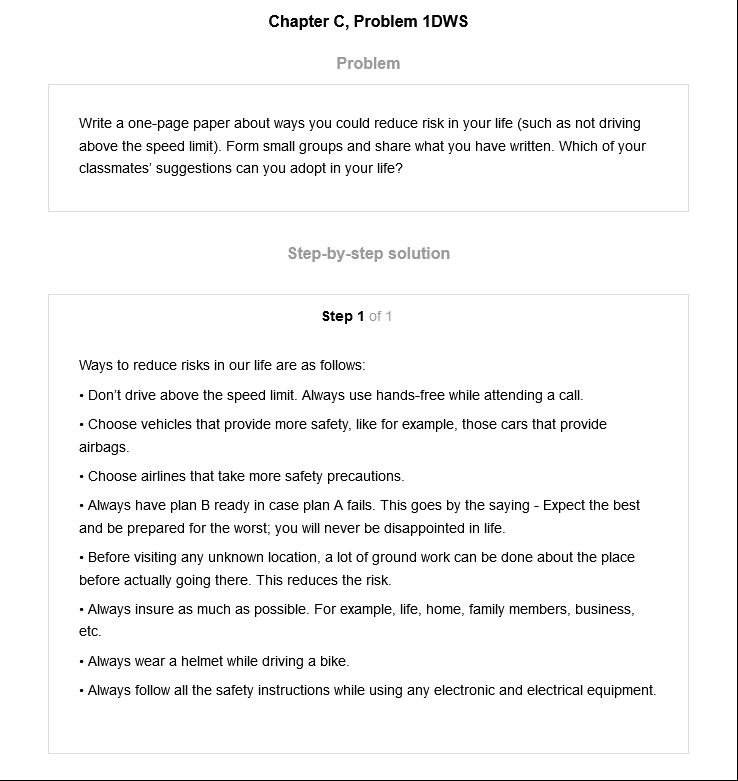 Chapter C, Problem 1DWS
Problem
Write a one-page paper about ways you could reduce risk in your life (such as not driving
above the speed limit). Form small groups and share what you have written. Which of your
classmates’ suggestions can you adopt in your life?
Step-by-step solution
Step 1 of 1
Ways to reduce risks in our life are as follows:
• Don’t drive above the speed limit. Always use hands-free while attending a call.
• Choose vehicles that provide more safety, like for example, those cars that provide
airbags.
• Choose airlines that take more safety precautions.
• Always have plan B ready in case plan A fails. This goes by the saying - Expect the best
and be prepared for the worst; you will never be disappointed in life.
• Before visiting any unknown location, a lot of ground work can be done about the place
before actually going there. This reduces the risk.
• Always insure as much as possible. For example, life, home, family members, business,
etc.
• Always wear a helmet while driving a bike.
• Always follow all the safety instructions while using any electronic and electrical equipment.